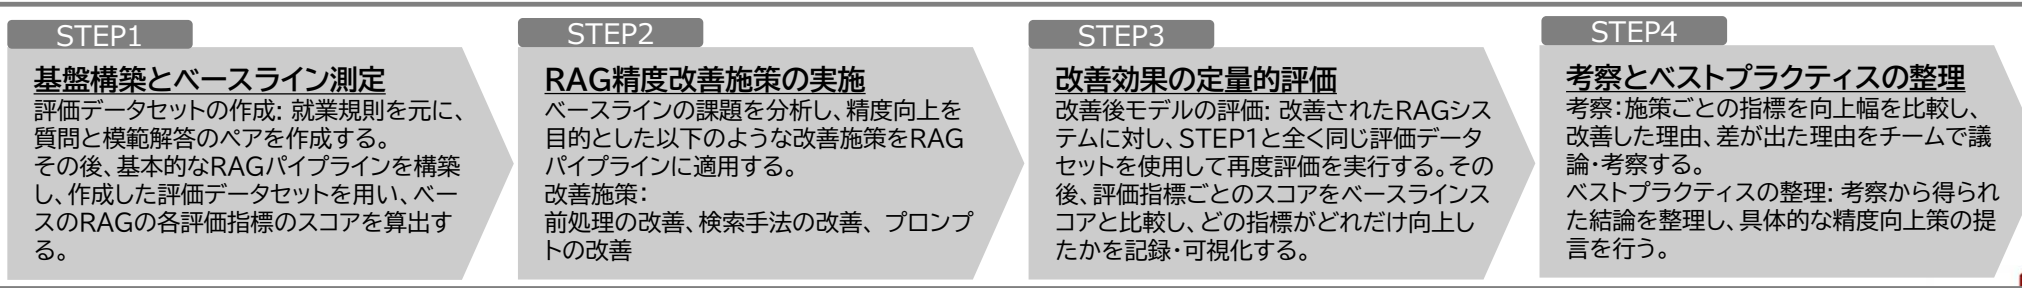 STEP1
基盤構築とベースライン測定
評価データセットの作成: 就業規則を元に、
質問と模範解答のペアを作成する。
その後、基本的なRAGパイプラインを構築
し、作成した評価データセットを用い、ベー
スのRAGの各評価指標のスコアを算出す
る。
STEP2
RAG精度改善施策の実施
ベースラインの課題を分析し、精度向上を
目的とした以下のような改善施策をRAG
パイプラインに適用する。
改善施策:
前処理の改善、検索手法の改善、プロンプ
トの改善
STEP3
改善効果の定量的評価
改善後モデルの評価: 改善されたRAGシス
テムに対し、STEP1と全く同じ評価データ
セットを使用して再度評価を実行する。その
後、評価指標ごとのスコアをベースラインス
コアと比較し、どの指標がどれだけ向上し
たかを記録・可視化する。
STEP4
考察とベストプラクティスの整理
考察:施策ごとの指標を向上幅を比較し、
改善した理由、差が出た理由をチームで議
論・考察する。
ベストプラクティスの整理: 考察から得られ
た結論を整理し、具体的な精度向上策の提
言を行う。